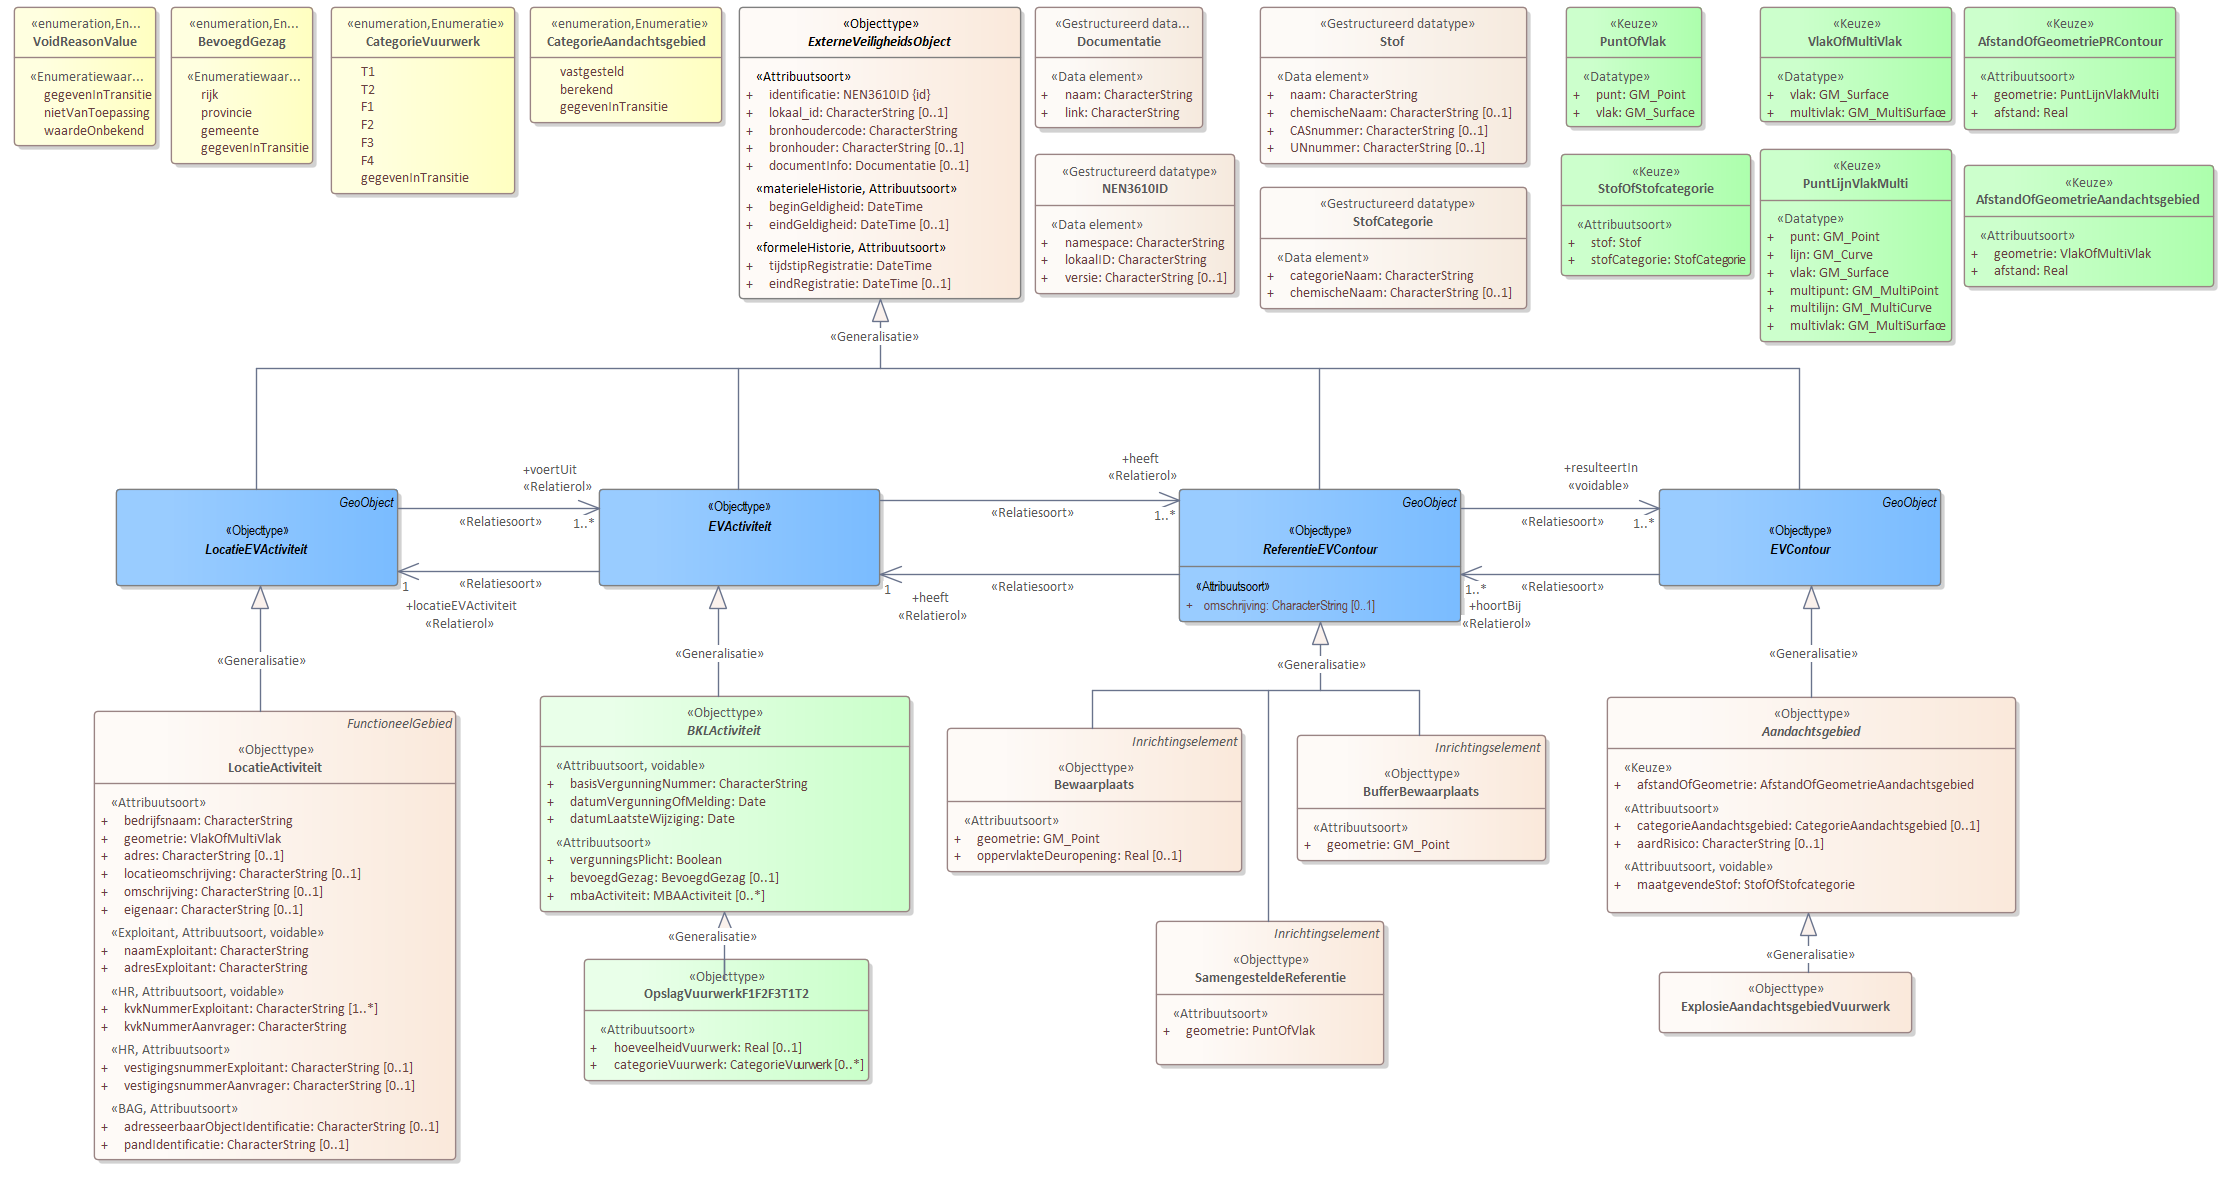 «enumeration,En...
VoidReasonValue
«Enumeratiewaar...
gegevenInTransitie
nietVanToepassing
waardeOnbekend
«enumeration,En...
BevoegdGezag
«Enumeratiewaar...
rijk
provincie
gemeente
gegevenInTransitie
«enumeration,Enumeratie»
CategorieVuurwerk
T1
T2
F1
F2
F3
F4
gegevenInTransitie
«enumeration,Enumeratie»
CategorieAandachtsgebied
vastgesteld
berekend
gegevenInTransitie
«Objecttype»
ExterneVeiligheidsObject
«Attribuutsoort»
+ identificatie: NEN3610ID {id}
+ lokaal_id: CharacterString [0..1]
+ bronhoudercode: CharacterString
+ bronhouder: CharacterString [0..1]
+ documentInfo: Documentatie [0..1]
«materieleHistorie, Attribuutsoort»
+ beginGeldigheid: DateTime
+ eindGeldigheid: DateTime [0..1]
«formeleHistorie, Attribuutsoort»
+ tijdstipRegistratie: DateTime
+ eindRegistratie: DateTime [0..1]
«Gestructureerd data...
Documentatie
«Data element»
+ naam: CharacterString
+ link: CharacterString
«Gestructureerd datatype»
NEN3610ID
«Data element»
+ namespace: CharacterString
+ lokaalID: CharacterString
+ versie: CharacterString [0..1]
«Gestructureerd datatype»
Stof
«Data element»
+ naam: CharacterString
+ chemischeNaam: CharacterString [0..1]
+ CASnummer: CharacterString [0..1]
+ UNnummer: CharacterString [0..1]
«Gestructureerd datatype»
StofCategorie
«Data element»
+ categorieNaam: CharacterString
+ chemischeNaam: CharacterString [0..1]
«Keuze»
PuntOfVlak
«Datatype»
+ punt: GM_Point
+ vlak: GM_Surface
«Keuze»
StofOfStofcategorie
«Attribuutsoort»
+ stof: Stof
+ stofCategorie: StofCategorie
«Keuze»
VlakOfMultiVlak
«Datatype»
+ vlak: GM_Surface
+ multivlak: GM_MultiSurface
«Keuze»
PuntLijnVlakMulti
«Datatype»
+ punt: GM_Point
+ lijn: GM_Curve
+ vlak: GM_Surface
+ multipunt: GM_MultiPoint
+ multilijn: GM_MultiCurve
+ multivlak: GM_MultiSurface
«Keuze»
AfstandOfGeometriePRContour
«Attribuutsoort»
+ geometrie: PuntLijnVlakMulti
+ afstand: Real
«Keuze»
AfstandOfGeometrieAandachtsgebied
«Attribuutsoort»
+ geometrie: VlakOfMultiVlak
+ afstand: Real
«Generalisatie»
GeoObject
«Objecttype»
LocatieEVActiviteit
+voertUit
«Relatierol»
«Relatiesoort»
1..*
«Relatiesoort»
1
+locatieEVActiviteit
«Relatierol»
«Objecttype»
EVActiviteit
+heeft
«Relatierol»
«Relatiesoort»
1..*
«Relatiesoort»
1
+heeft
«Relatierol»
GeoObject
«Objecttype»
ReferentieEVContour
«Attribuutsoort»
+ omschrijving: CharacterString [0..1]
+resulteertIn
«voidable»
«Relatiesoort»
1..*
«Relatiesoort»
1..*
+hoortBij
«Relatierol»
GeoObject
«Objecttype»
EVContour
«Generalisatie»
«Generalisatie»
«Generalisatie»
«Generalisatie»
FunctioneelGebied
«Objecttype»
LocatieActiviteit
«Attribuutsoort»
+ bedrijfsnaam: CharacterString
+ geometrie: VlakOfMultiVlak
+ adres: CharacterString [0..1]
+ locatieomschrijving: CharacterString [0..1]
+ omschrijving: CharacterString [0..1]
+ eigenaar: CharacterString [0..1]
«Exploitant, Attribuutsoort, voidable»
+ naamExploitant: CharacterString
+ adresExploitant: CharacterString
«HR, Attribuutsoort, voidable»
+ kvkNummerExploitant: CharacterString [1..*]
+ kvkNummerAanvrager: CharacterString
«HR, Attribuutsoort»
+ vestigingsnummerExploitant: CharacterString [0..1]
+ vestigingsnummerAanvrager: CharacterString [0..1]
«BAG, Attribuutsoort»
+ adresseerbaarObjectIdentificatie: CharacterString [0..1]
+ pandIdentificatie: CharacterString [0..1]
«Objecttype»
BKLActiviteit
«Attribuutsoort, voidable»
+ basisVergunningNummer: CharacterString
+ datumVergunningOfMelding: Date
+ datumLaatsteWijziging: Date
«Attribuutsoort»
+ vergunningsPlicht: Boolean
+ bevoegdGezag: BevoegdGezag [0..1]
+ mbaActiviteit: MBAActiviteit [0..*]
«Generalisatie»
«Objecttype»
OpslagVuurwerkF1F2F3T1T2
«Attribuutsoort»
+ hoeveelheidVuurwerk: Real [0..1]
+ categorieVuurwerk: CategorieVuurwerk [0..*]
Inrichtingselement
«Objecttype»
Bewaarplaats
«Attribuutsoort»
+ geometrie: GM_Point
+ oppervlakteDeuropening: Real [0..1]
Inrichtingselement
«Objecttype»
BufferBewaarplaats
«Attribuutsoort»
+ geometrie: GM_Point
Inrichtingselement
«Objecttype»
SamengesteldeReferentie
«Attribuutsoort»
+ geometrie: PuntOfVlak
«Objecttype»
Aandachtsgebied
«Keuze»
+ afstandOfGeometrie: AfstandOfGeometrieAandachtsgebied
«Attribuutsoort»
+ categorieAandachtsgebied: CategorieAandachtsgebied [0..1]
+ aardRisico: CharacterString [0..1]
«Attribuutsoort, voidable»
+ maatgevendeStof: StofOfStofcategorie
«Generalisatie»
«Objecttype»
ExplosieAandachtsgebiedVuurwerk